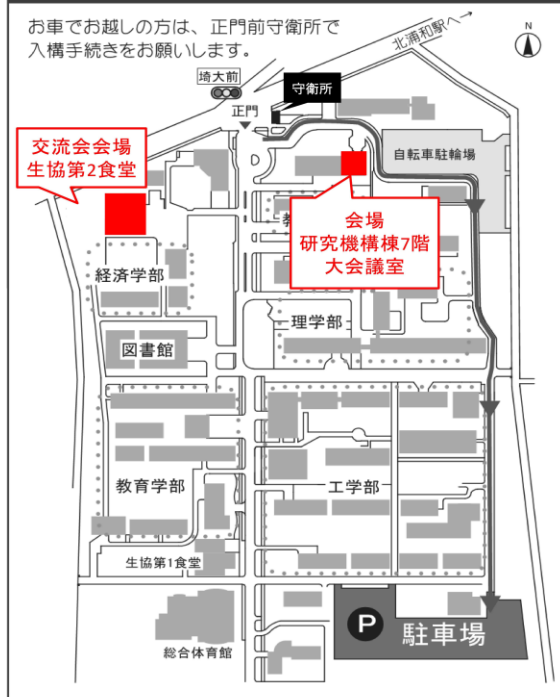 お車でお越しの方は、正門前守衛所で
入構手続きをお願いします。
北浦和駅へ→
N
埼大前
守衛所
正門
交流会会場
生協第2食堂
自転車駐輪場
教
会場
研究機構棟7階
大会議室
経済学部
理学部
図書館
教育学部
工学部
生協第1食堂
総合体育館
P
駐車場